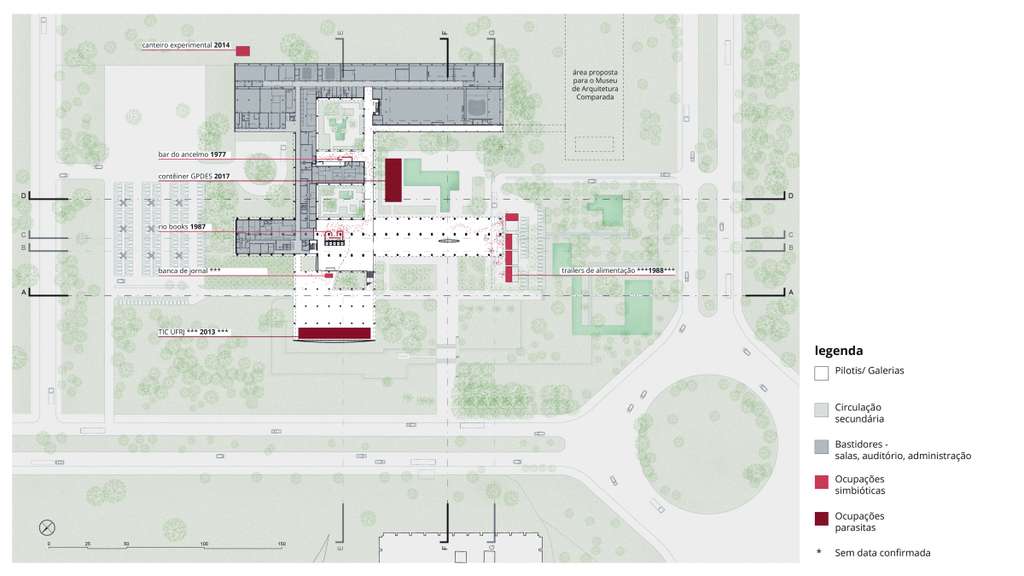 canteiro experimental 2014
E
F
G
área proposta
para o Museu
de Arquitetura
Comparada
bar do ancelmo 1977
contêiner GPDES 2017
D
D
rio books 1987
C
C
B
B
banca de jornal ***
trailers de alimentação ***1988***
A
A
TIC UFRJ *** 2013 ***
legenda
Pilotis/ Galerias
Circulação
secundária
Bastidores -
salas, auditório, administração
Ocupações
simbióticas
Ocupações
parasitas
* Sem data confirmada
0 25 50 100 150
E
F
G